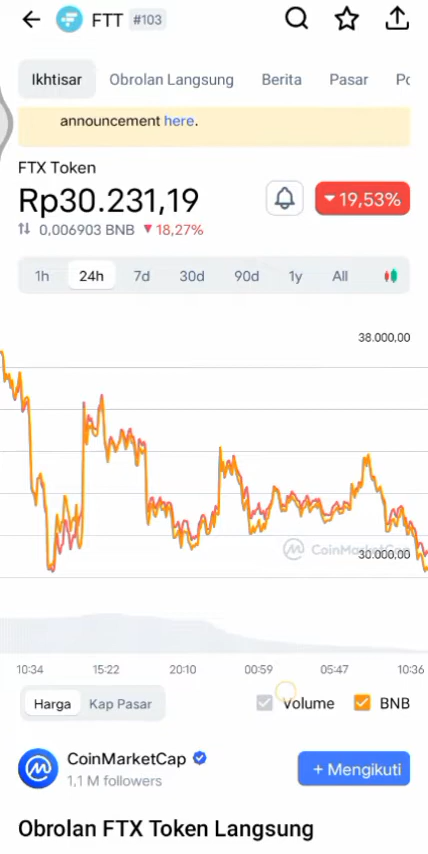 FTT #103
Ikhtisar Obrolan Langsung Berita Pasar
announcement here.
FTX Token
Rp30.231,19
19,53%
0,006903 BNB 18,27%
1h 24h 7d 30d 90d 1y All
38.000,00
CoinMarketCap
30.000,00
10:34 15:22 20:10 00:59 05:47 10:36
Harga Kap Pasar Volume BNB
CoinMarketCap
1,1 M followers
+ Mengikuti
Obrolan FTX Token Langsung